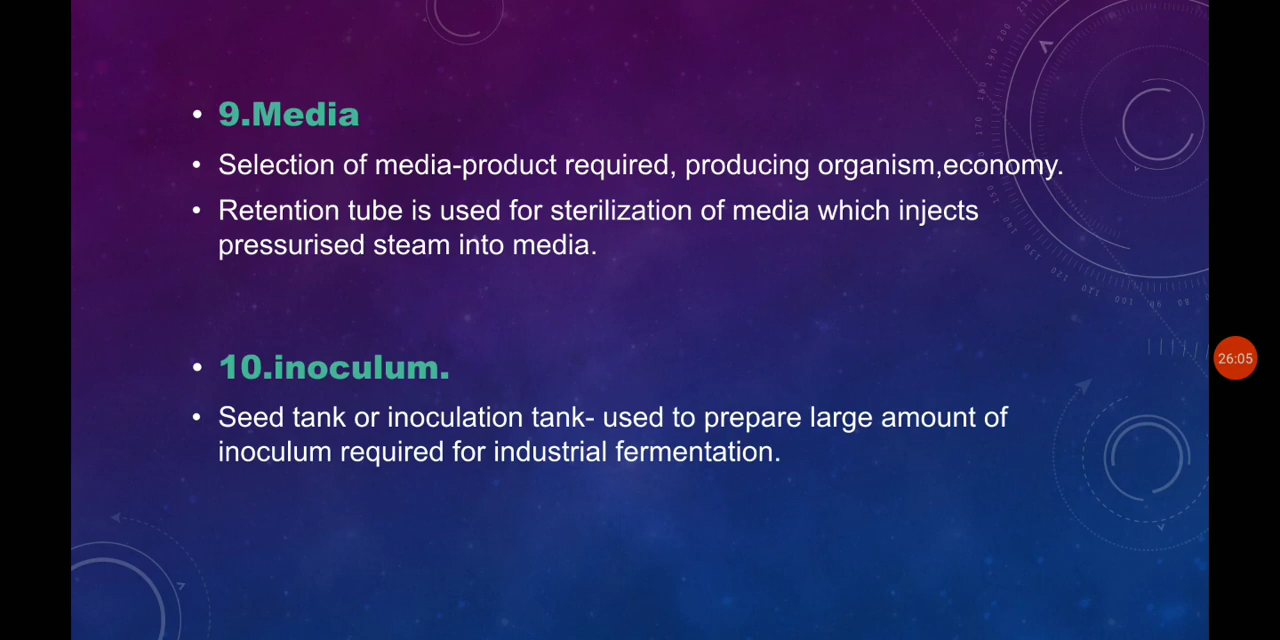 • 9.Media
• Selection of media-product required, producing organism,economy.
• Retention tube is used for sterilization of media which injects
pressurised steam into media.
• 10.inoculum.
• Seed tank or inoculation tank- used to prepare large amount of
inoculum required for industrial fermentation.
26:05